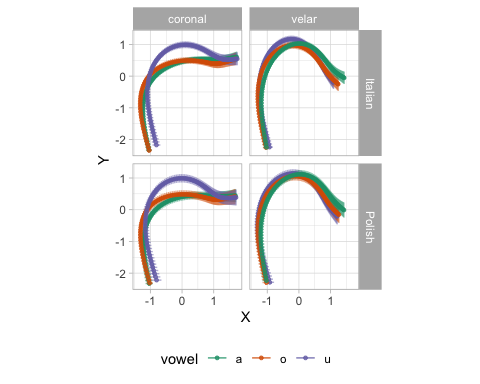 coronal velar
1
0
-1
-2
Italian
Y
1
0
-1
-2
Polish
-1 0 1 -1 0 1
X
vowel a o u